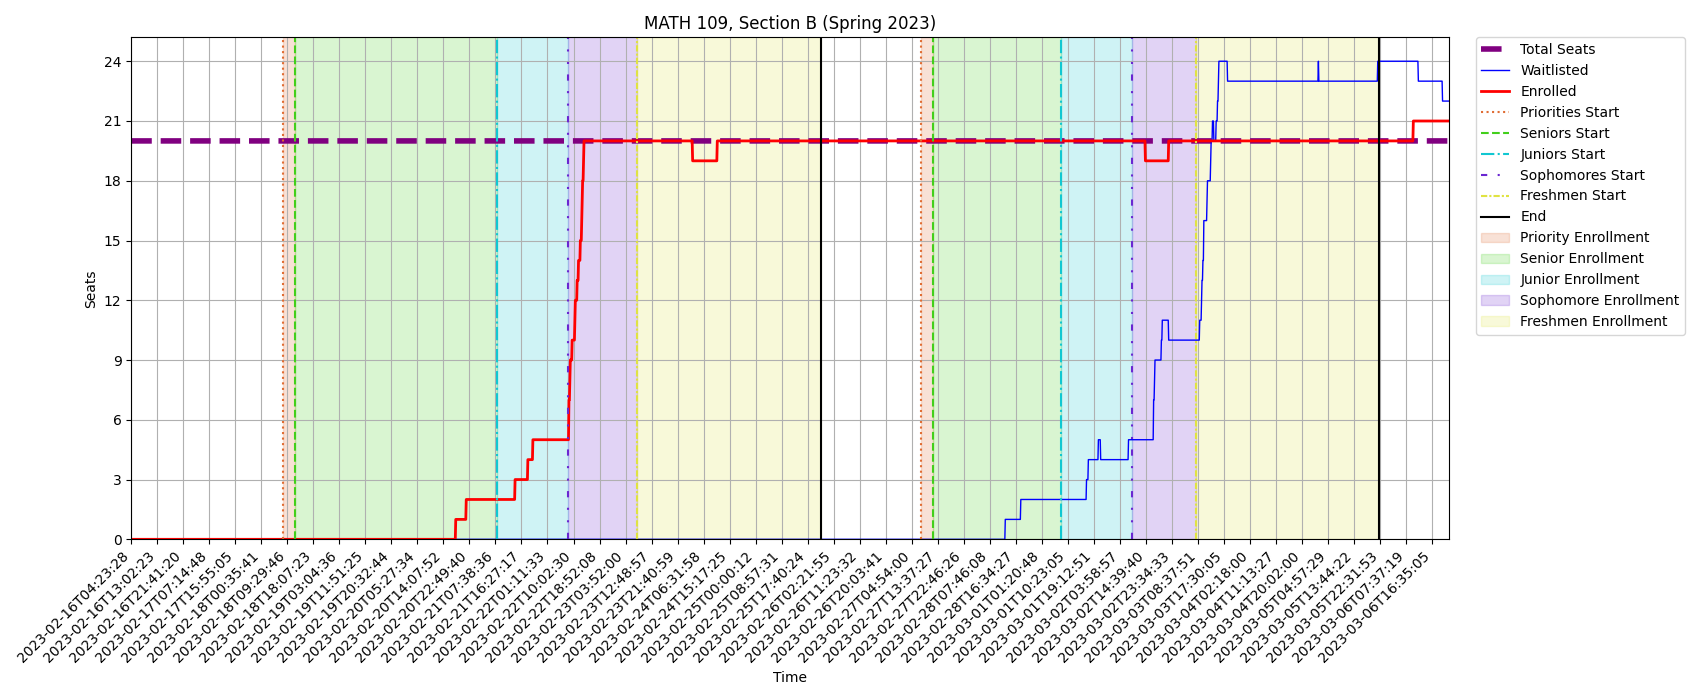 MATH 109, Section B (Spring 2023)
Seats
24
21
18
15
12
9
6
3
0
2023-02-16T04:23:28
2023-02-16T13:02:23
2023-02-16T21:41:20
2023-02-17T07:14:48
2023-02-17T15:55:05
2023-02-18T00:35:41
2023-02-18T09:29:46
2023-02-18T18:07:23
2023-02-19T03:04:36
2023-02-19T11:51:25
2023-02-19T20:32:44
2023-02-20T05:27:34
2023-02-20T14:07:52
2023-02-20T22:49:40
2023-02-21T07:38:36
2023-02-21T16:27:17
2023-02-22T01:11:33
2023-02-22T10:02:30
2023-02-22T18:52:08
2023-02-23T03:52:00
2023-02-23T12:48:57
2023-02-23T21:40:59
2023-02-24T06:31:58
2023-02-24T15:17:25
2023-02-25T00:00:12
2023-02-25T08:57:31
2023-02-25T17:40:24
2023-02-26T02:21:55
2023-02-26T11:23:32
2023-02-26T20:03:41
2023-02-27T04:54:00
2023-02-27T13:37:27
2023-02-27T22:46:26
2023-02-28T07:46:08
2023-02-28T16:34:27
2023-03-01T01:20:48
2023-03-01T10:23:05
2023-03-01T19:12:51
2023-03-02T03:58:57
2023-03-02T14:39:40
2023-03-02T23:34:33
2023-03-03T08:37:51
2023-03-03T17:30:05
2023-03-04T02:18:00
2023-03-04T11:13:27
2023-03-04T20:02:00
2023-03-05T04:57:29
2023-03-05T13:44:22
2023-03-05T22:31:53
2023-03-06T07:37:19
2023-03-06T16:35:05
Time
Total Seats
Waitlisted
Enrolled
Priorities Start
Seniors Start
Juniors Start
Sophomores Start
Freshmen Start
End
Priority Enrollment
Senior Enrollment
Junior Enrollment
Sophomore Enrollment
Freshmen Enrollment